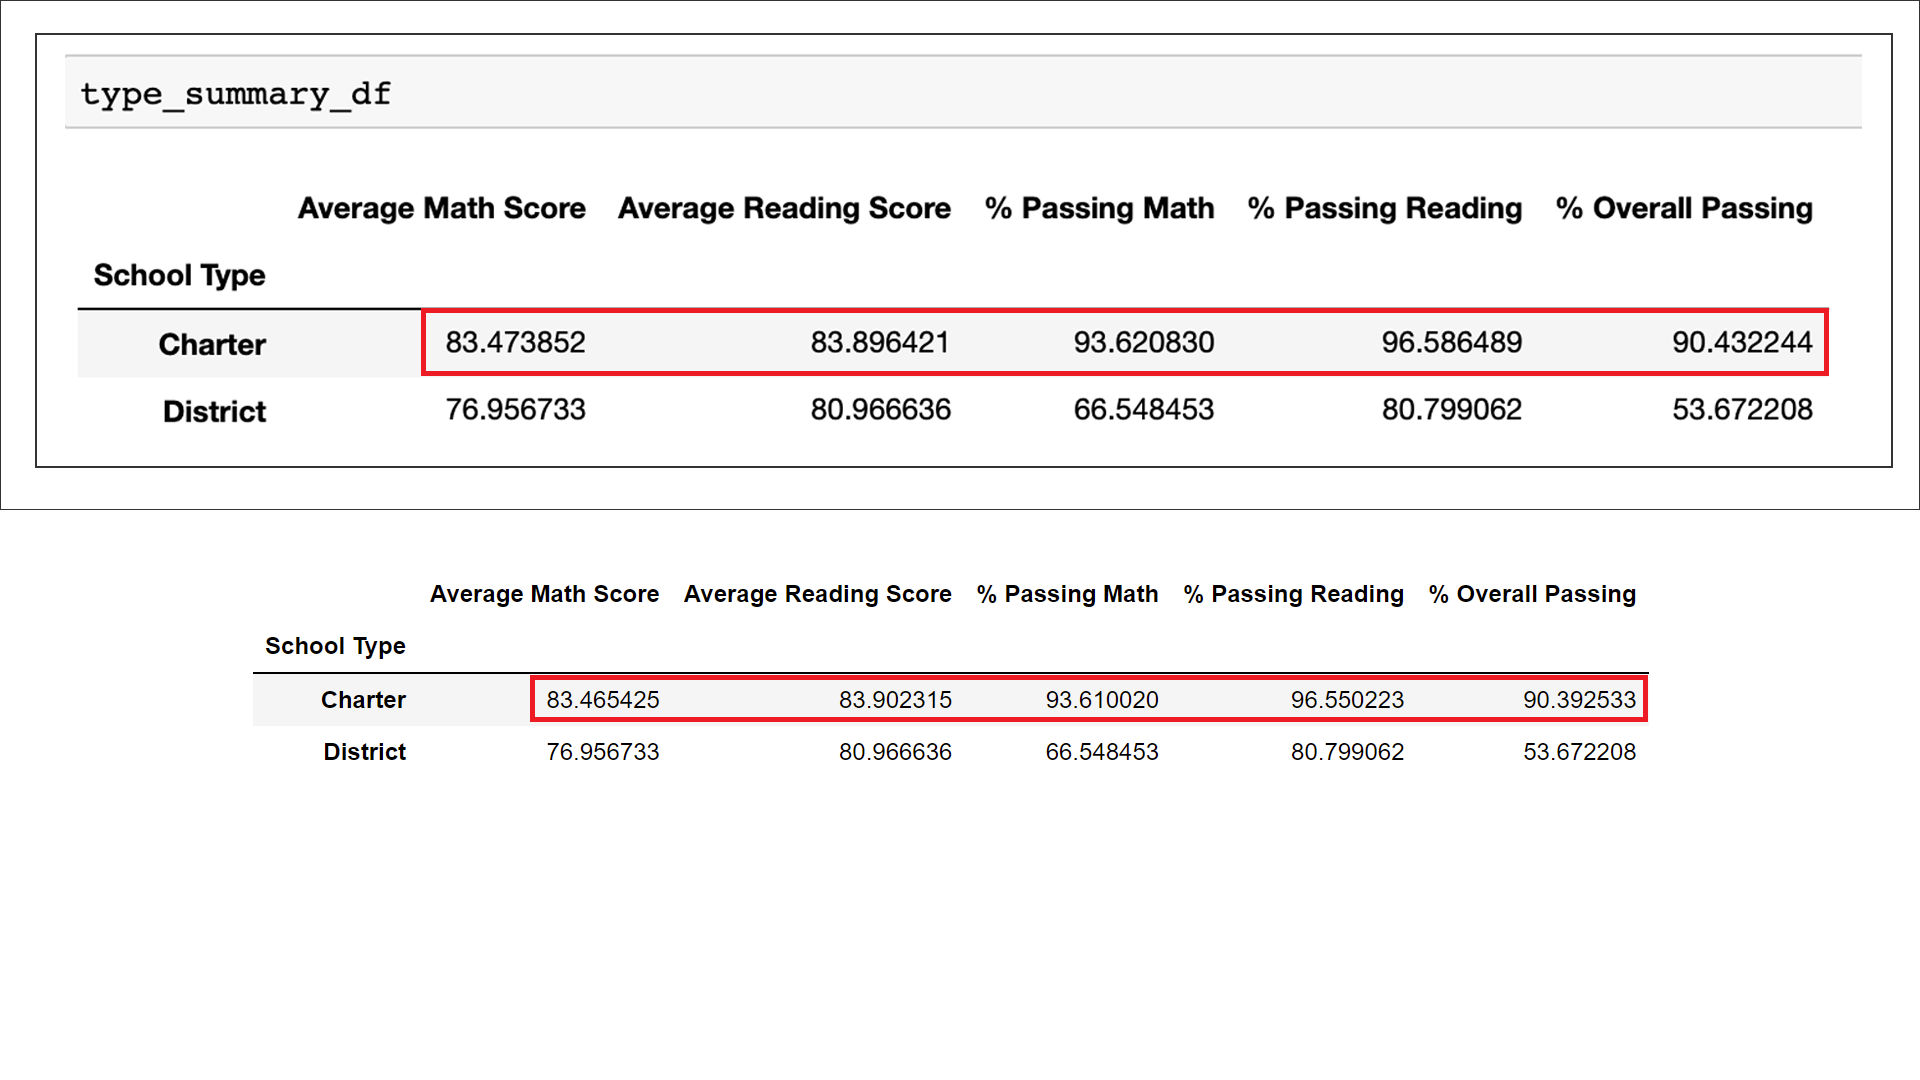 type_summary_df
Average Math Score Average Reading Score % Passing Math % Passing Reading % Overall Passing
School Type
Charter 83.473852 83.896421 93.620830 96.586489 90.432244
District 76.956733 80.966636 66.548453 80.799062 53.672208
Average Math Score Average Reading Score % Passing Math % Passing Reading % Overall Passing
School Type
Charter 83.465425 83.902315 93.610020 96.550223 90.392533
District 76.956733 80.966636 66.548453 80.799062 53.672208